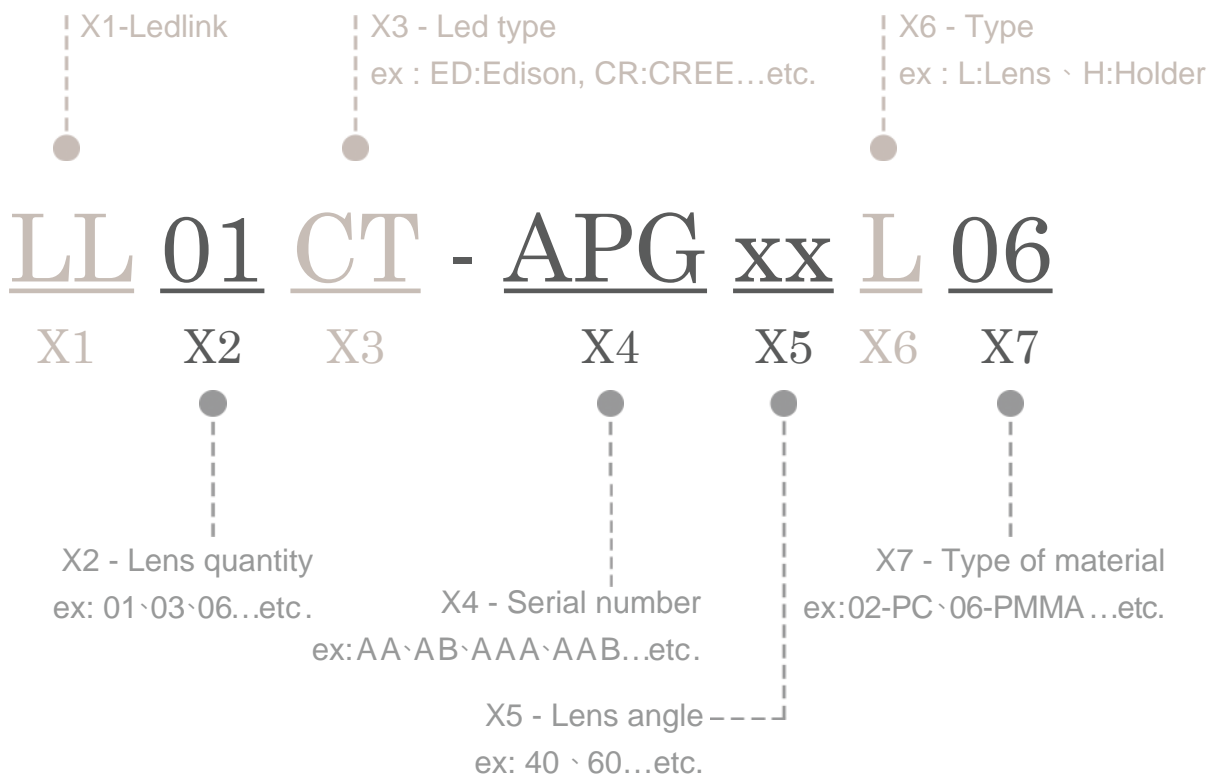 X1-Ledlink
X3 - Led type
ex : ED:Edison, CR:CREE…etc.
X6 - Type
ex : L:Lens、H:Holder
LL 01 CT - APG xx L 06
X1 X2 X3 X4 X5 X6 X7
X2 - Lens quantity
ex: 01、03、06…etc.
X4 - Serial number
ex:AA、AB、AAA、AAB…etc.
X7 - Type of material
ex:02-PC、06-PMMA…etc.
X5 - Lens angle
ex: 40、60…etc.